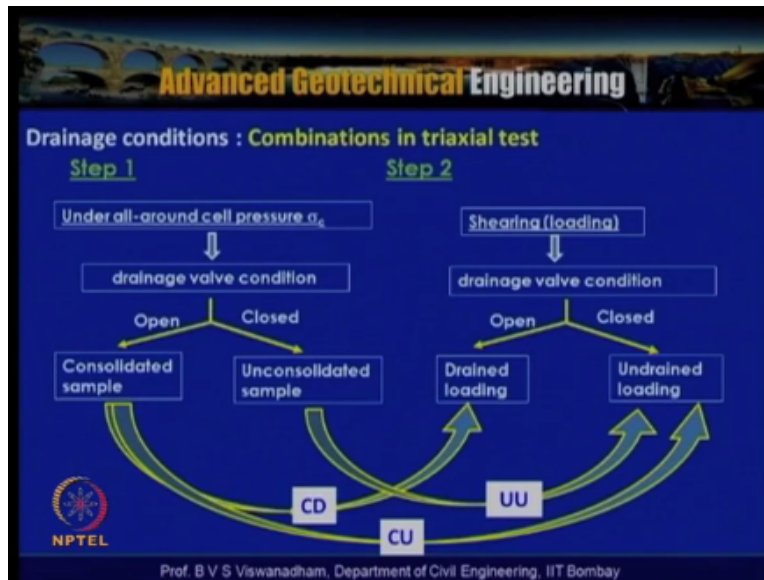 Advanced Geotechnical Engineering
Drainage conditions : Combinations in triaxial test
Step 1
Step 2
Under all-around cell pressure σc
Shearing (loading)
drainage valve condition
drainage valve condition
Open
Closed
Open
Closed
Consolidated
sample
Unconsolidated
sample
Drained
loading
Undrained
loading
CD
UU
CU
NPTEL
Prof. B V S Viswanadham, Department of Civil Engineering, IIT Bombay